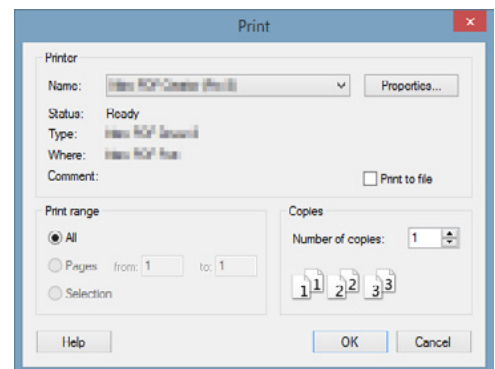 Print
Printer
Name:
Properties...
Status: Ready
Type:
Where:
Comment:
Print to file
Print range
All
Pages from: 1 to: 1
Selection
Copies
Number of copies: 1
1 1 2 2 3 3
Help
OK
Cancel